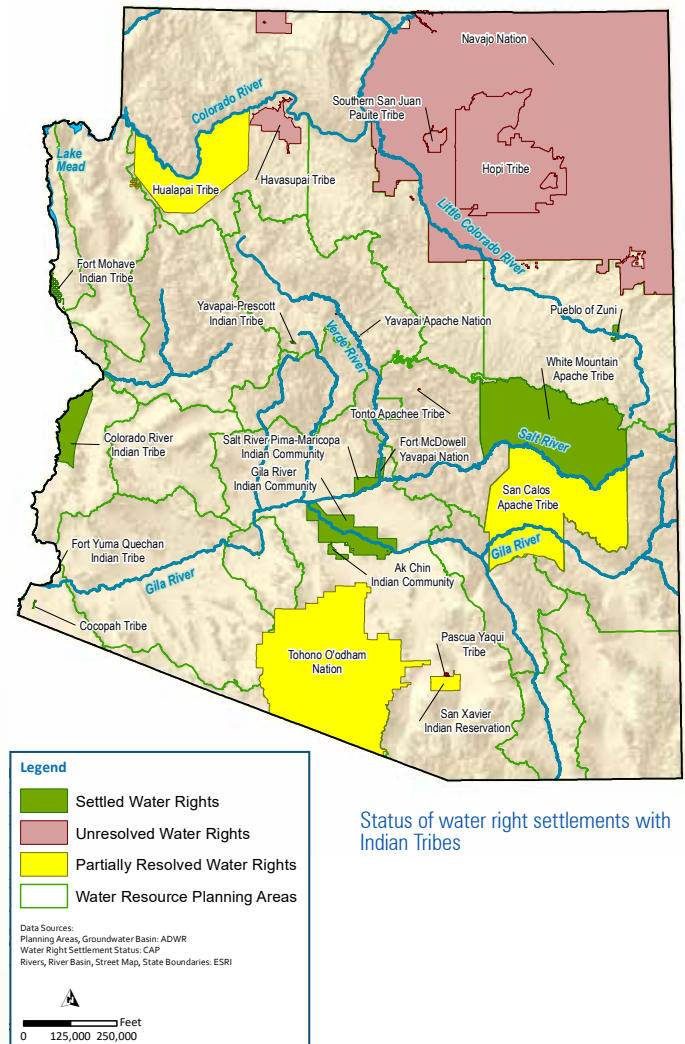 Navajo Nation
Colorado River
Southern San Juan
Pauite Tribe
Lake
Mead
Hopi Tribe
Hualapai Tribe
Havasupai Tribe
Little Colorado River
Fort Mohave
Indian Tribe
Yavapai-Prescott
Indian Tribe
Verde River
Yavapai Apache Nation
Pueblo of Zuni
White Mountain
Apache Tribe
Tonto Apachee Tribe
Colorado River
Indian Tribe
Salt River Pima-Maricopa
Indian Community
Fort McDowell
Yavapai Nation
Salt River
Gila River
Indian Community
San Calos
Apache Tribe
Fort Yuma Quechan
Indian Tribe
Gila River
Gila River
Ak Chin
Indian Community
Cocopah Tribe
Tohono O'odham
Nation
Pascua Yaqui
Tribe
San Xavier
Indian Reservation
Legend
Settled Water Rights
Unresolved Water Rights
Partially Resolved Water Rights
Water Resource Planning Areas
Data Sources:
Planning Areas, Groundwater Basin: ADWR
Water Right Settlement Status: CAP
Rivers, River Basin, Street Map, State Boundaries: ESRI
Feet
0 125,000 250,000
Status of water right settlements with
Indian Tribes